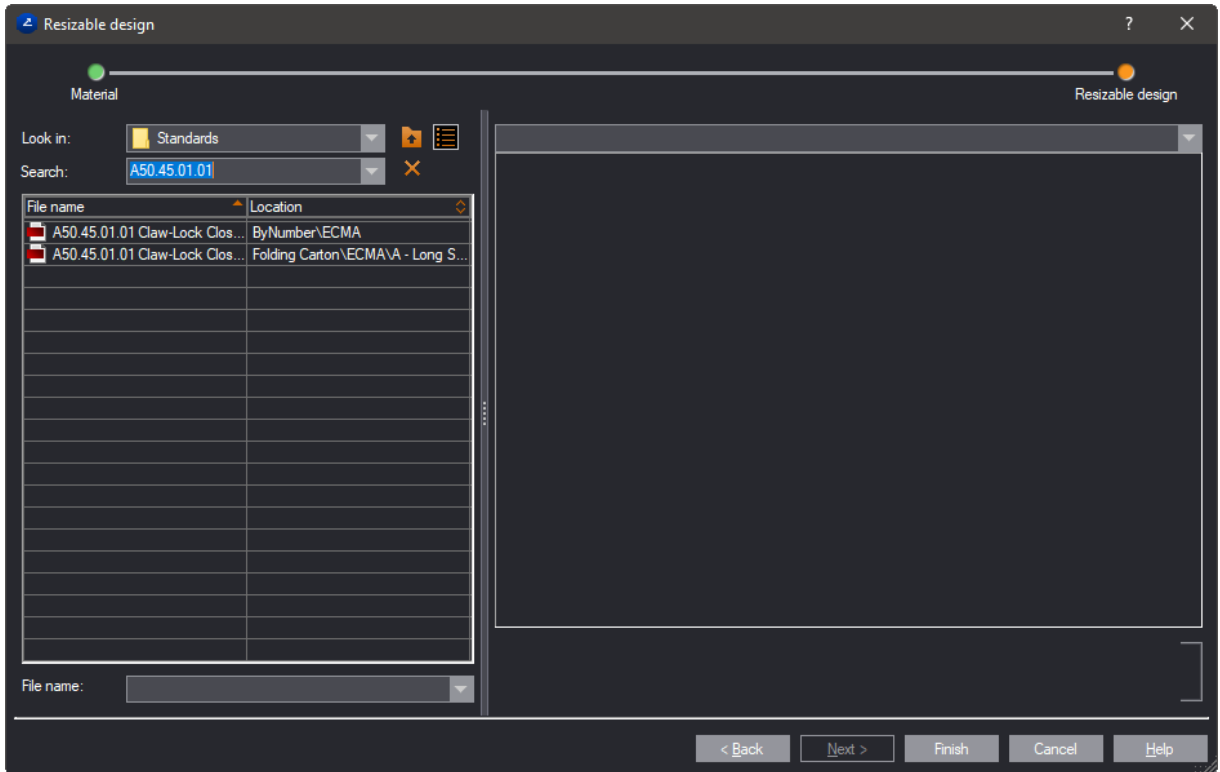 Resizable design
Material
Resizable design
Look in:
Standards
Search:
A50.45.01.01
File name
Location
A50.45.01.01 Claw-Lock Clos... ByNumber\ECMA
A50.45.01.01 Claw-Lock Clos... Folding Carton\ECMA\A - Long S...
File name:
< Back
Next >
Finish
Cancel
Help